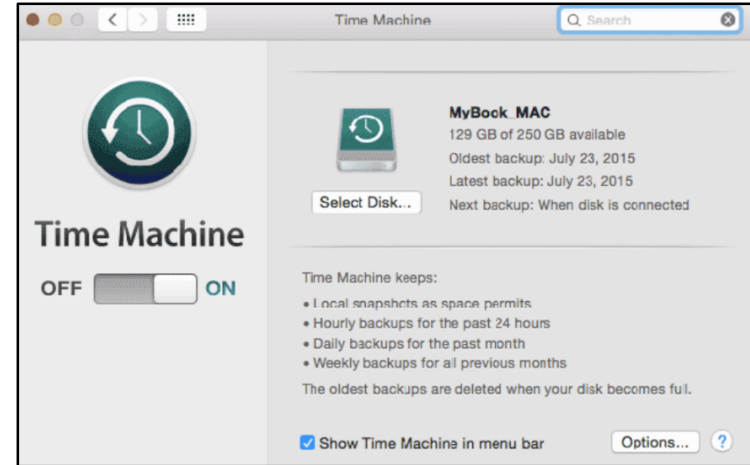 Time Machine
Search
MyBook_MAC
129 GB of 250 GB available
Oldest backup: July 23, 2015
Latest backup: July 23, 2015
Next backup: When disk is connected
Select Disk...
Time Machine
OFF ON
Time Machine keeps:
• Local snapshots as space permits
• Hourly backups for the past 24 hours
• Daily backups for the past month
• Weekly backups for all previous months
The oldest backups are deleted when your disk becomes full.
Show Time Machine in menu bar
Options...
?